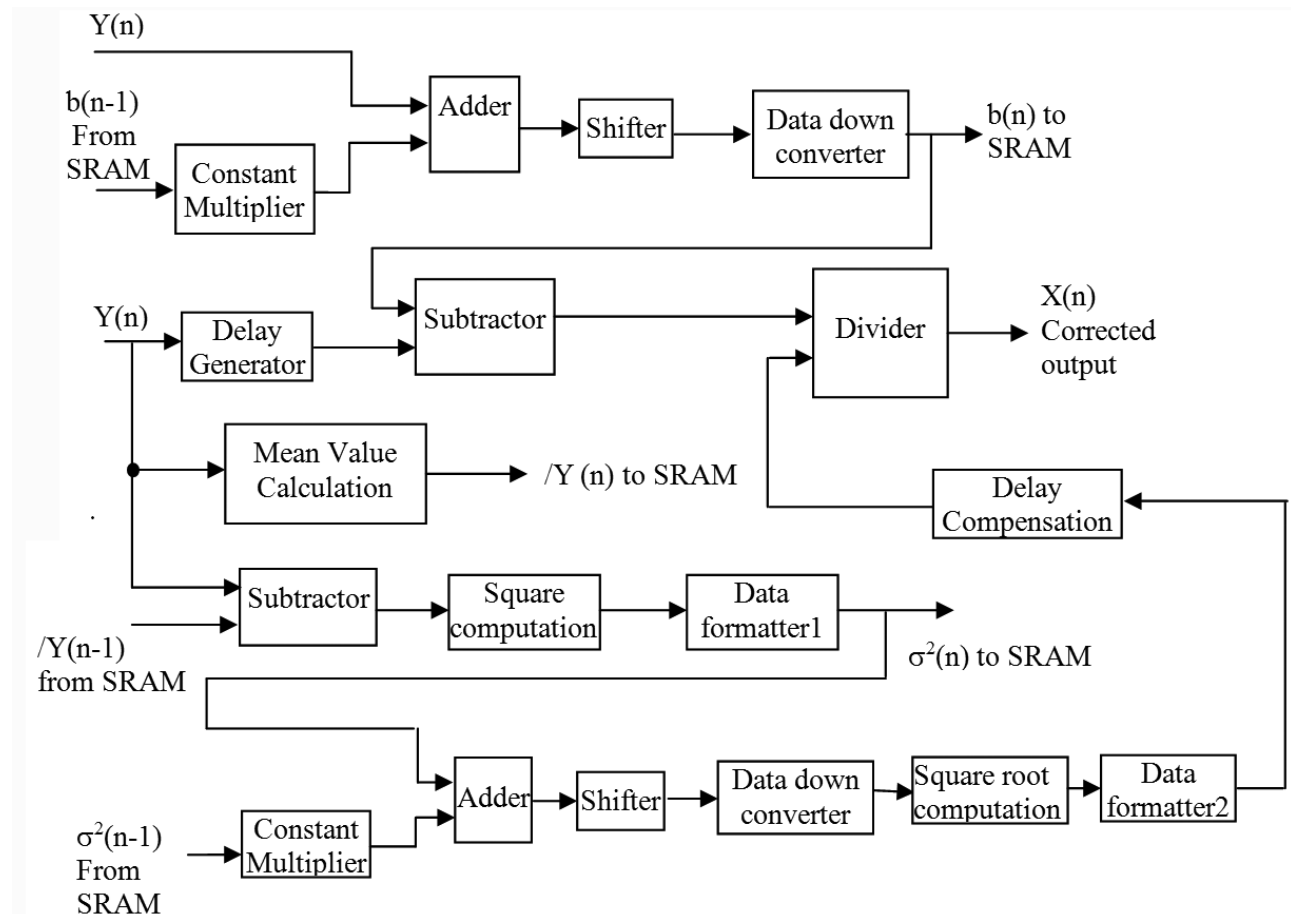 Y(n)
b(n-1)
From
SRAM
Constant
Multiplier
Adder
Shifter
Data down
converter
b(n) to
SRAM
Y(n)
Delay
Generator
Subtractor
Divider
X(n)
Corrected
output
Mean Value
Calculation
/Y (n) to SRAM
Delay
Compensation
.
Subtractor
Square
computation
Data
formatter1
/Y(n-1)
from SRAM
σ²(n) to SRAM
σ²(n-1)
From
SRAM
Constant
Multiplier
Adder
Shifter
Data down
converter
Square root
computation
Data
formatter2